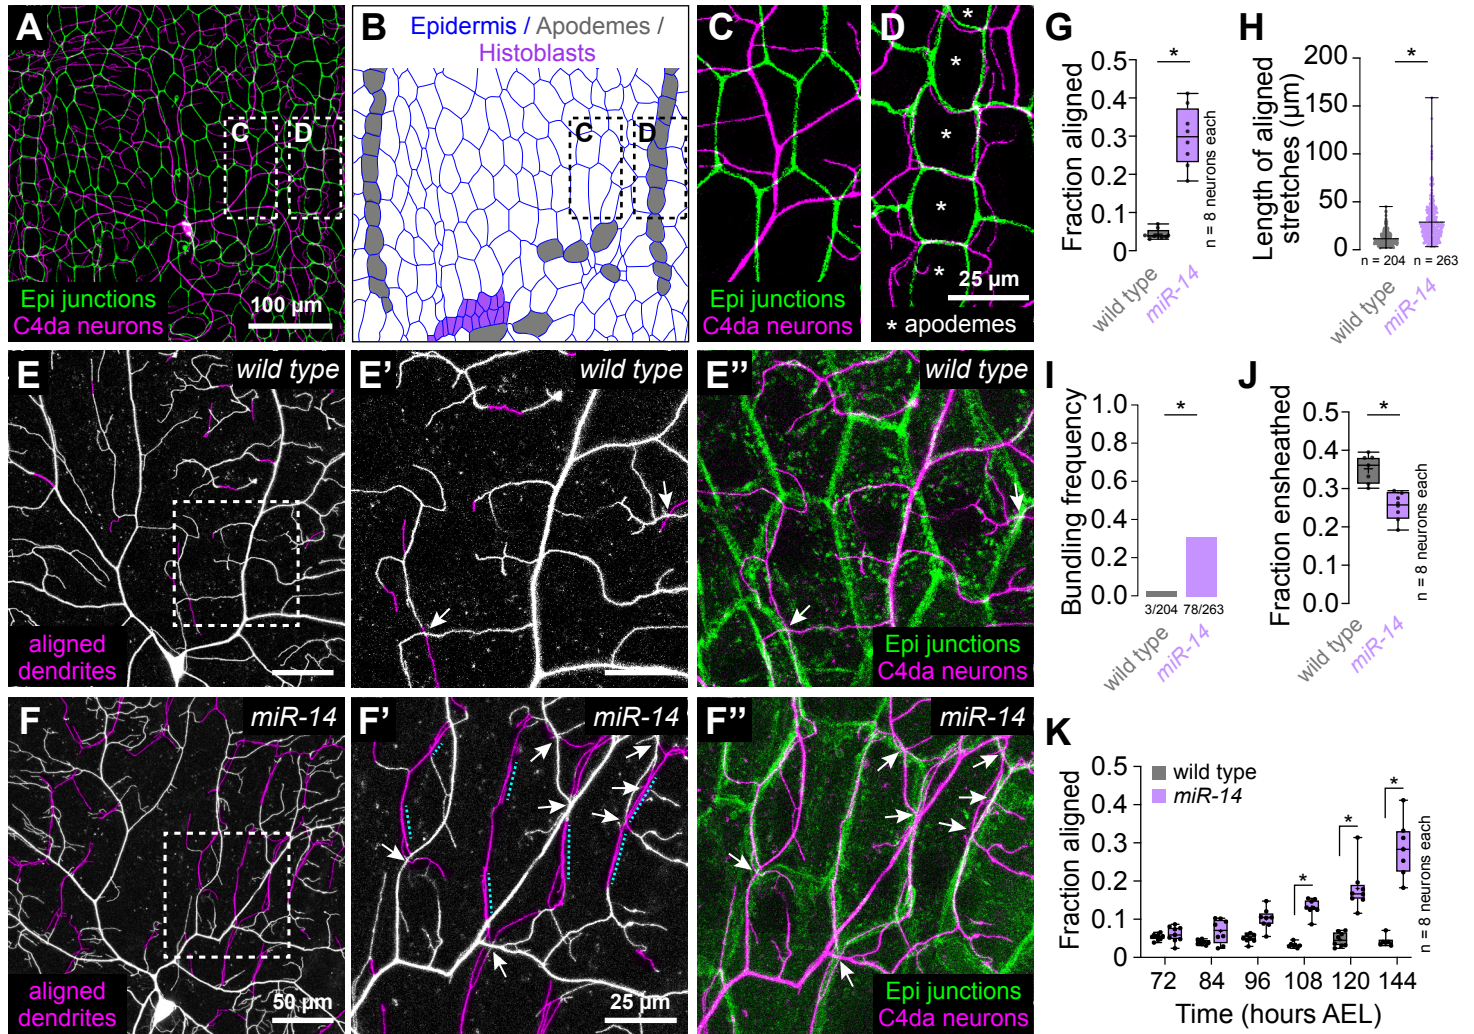 A
Epi junctions
C4da neurons
100 µm
C
D
B
Epidermis / Apodemes /
Histoblasts
C
D
C
Epi junctions
C4da neurons
D
*
*
*
*
*
25 µm
* apodemes
G
Fraction aligned
0.5
0.4
0.3
0.2
0.1
0
*
wild type
miR-14
n = 8 neurons each
H
Length of aligned
stretches (µm)
200
150
100
50
0
*
n = 204
n = 263
wild type
miR-14
E
wild type
aligned
dendrites
E'
wild type
E''
wild type
Epi junctions
C4da neurons
I
Bundling frequency
1.0
0.8
0.6
0.4
0.2
0.0
*
3/204
78/263
wild type
miR-14
J
Fraction ensheathed
0.5
0.4
0.3
0.2
0.1
0.0
*
wild type
miR-14
n = 8 neurons each
F
miR-14
aligned
dendrites
50 µm
F'
miR-14
25 µm
F''
miR-14
Epi junctions
C4da neurons
K
Fraction aligned
0.5
0.4
0.3
0.2
0.1
0
wild type
miR-14
*
*
*
72
84
96
108
120
144
Time (hours AEL)
n = 8 neurons each